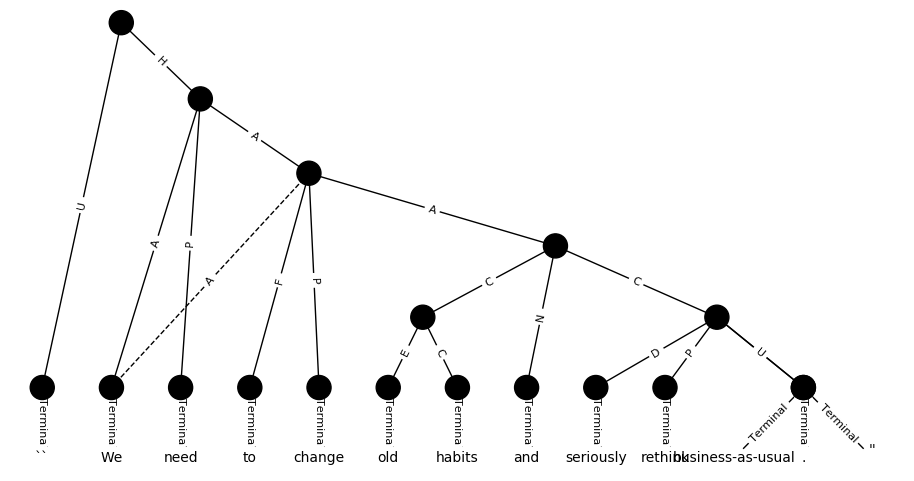 H
A
U
A
A
P
A
F
P
A
C
N
C
E
C
D
P
U
Terminal Terminal Terminal Terminal Terminal Terminal Terminal Terminal Terminal Terminal Terminal Terminal Terminal
`` We need to change old habits and seriously rethink business-as-usual . "